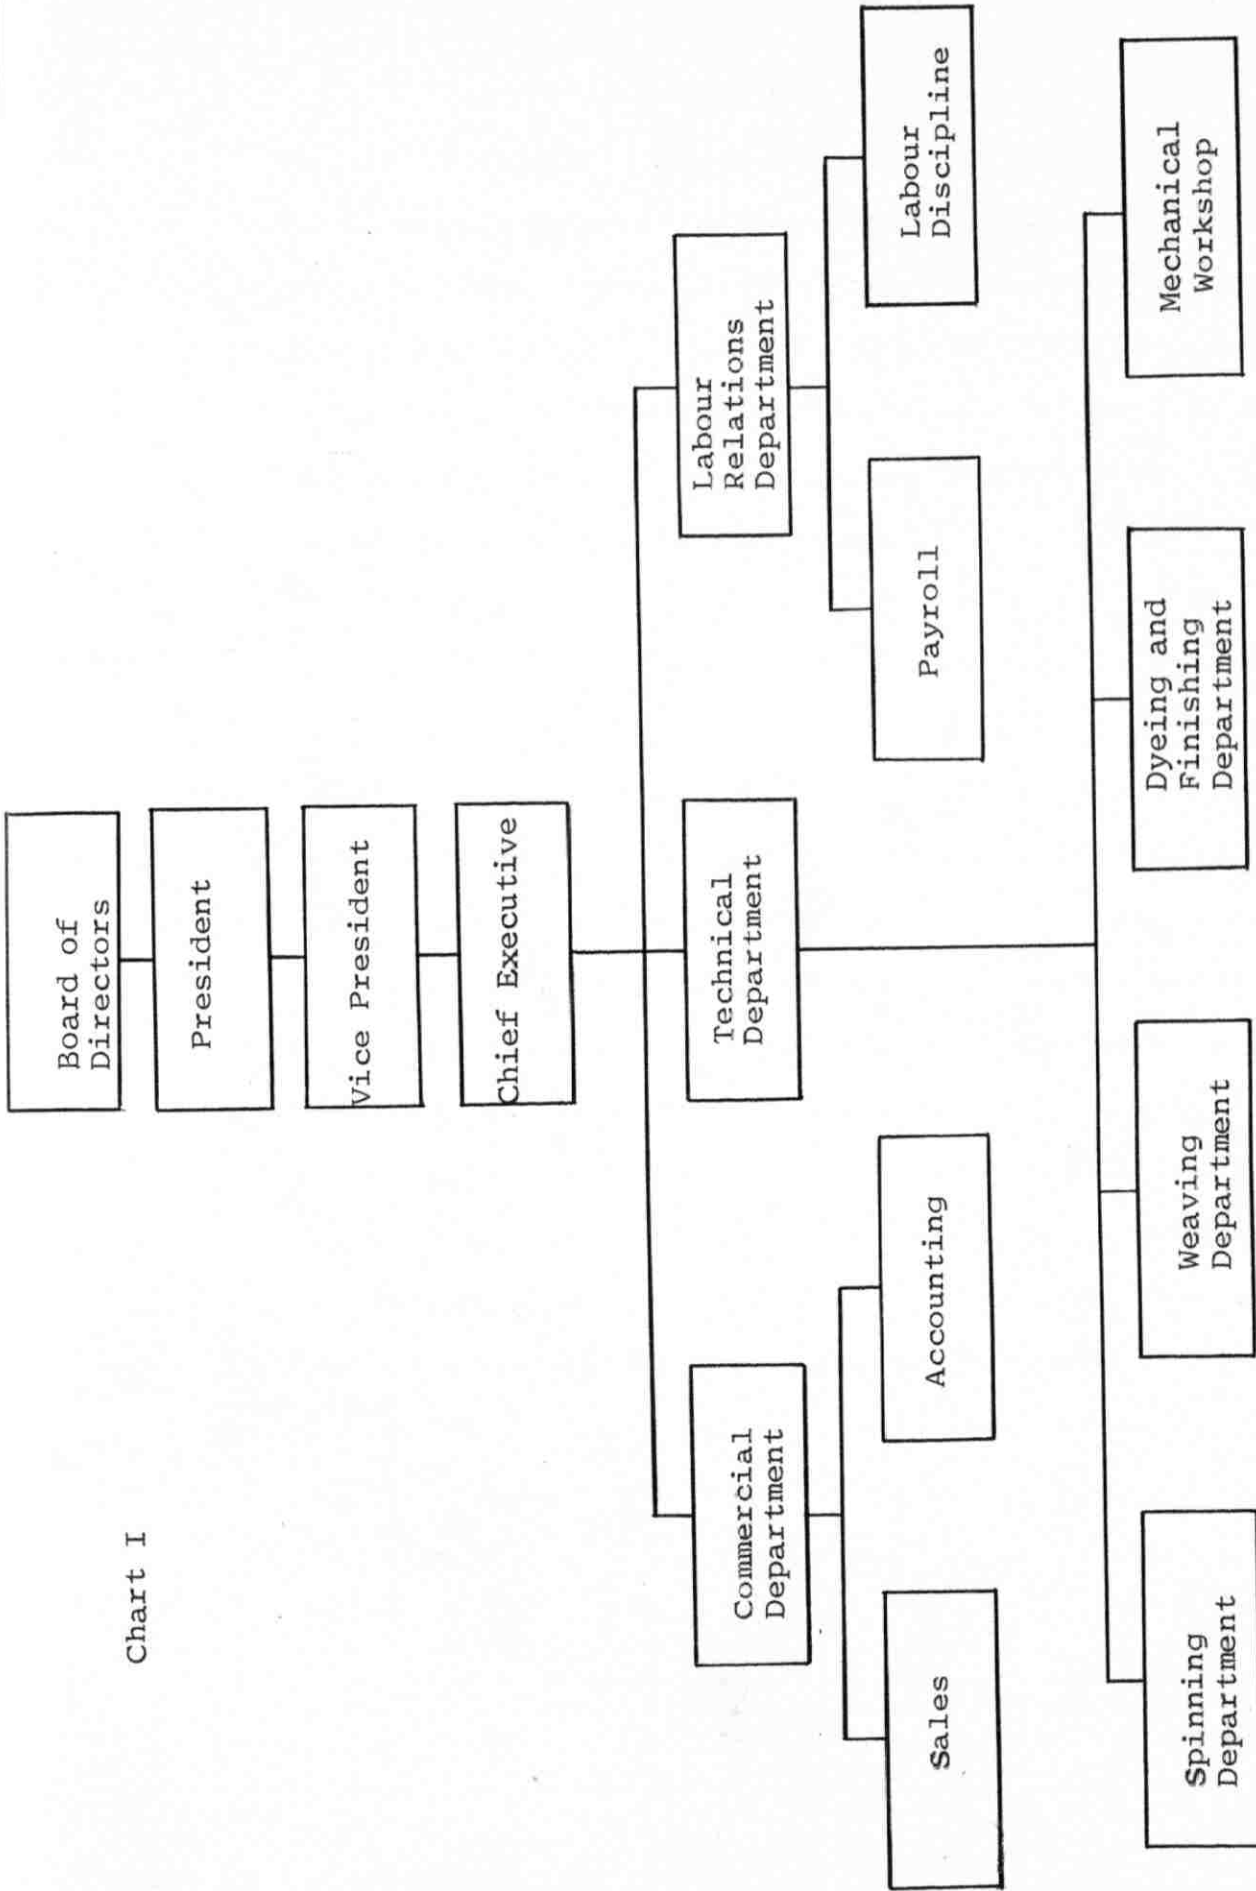 Chart I
Board of
Directors
President
Vice President
Chief Executive
Commercial
Department
Technical
Department
Labour
Relations
Department
Sales
Accounting
Payroll
Labour
Discipline
Spinning
Department
Weaving
Department
Dyeing and
Finishing
Department
Mechanical
Workshop